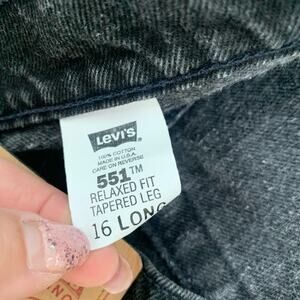 Levi's
100% COTTON
MADE IN U.S.A.
CARE ON REVERSE
551™
RELAXED FIT
TAPERED LEG
16 LONG